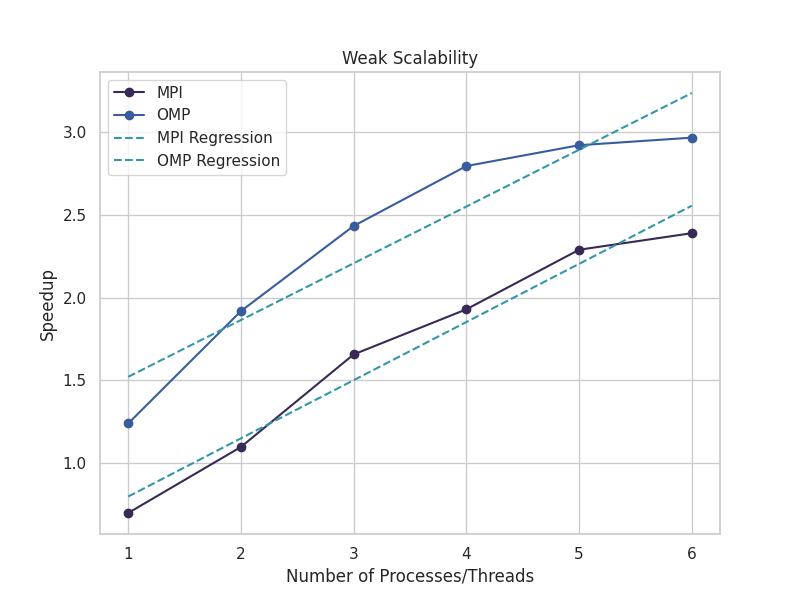 Weak Scalability
MPI
OMP
MPI Regression
OMP Regression
3.0
2.5
2.0
1.5
1.0
Speedup
1 2 3 4 5 6
Number of Processes/Threads